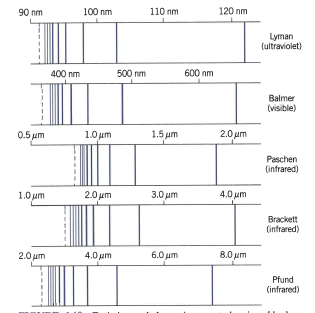 90 nm 100 nm 110 nm 120 nm
Lyman
(ultraviolet)
400 nm 500 nm 600 nm
Balmer
(visible)
0.5 μm 1.0 μm 1.5 μm 2.0 μm
Paschen
(infrared)
1.0 μm 2.0 μm 3.0 μm 4.0 μm
Brackett
(infrared)
2.0 μm 4.0 μm 6.0 μm 8.0 μm
Pfund
(infrared)